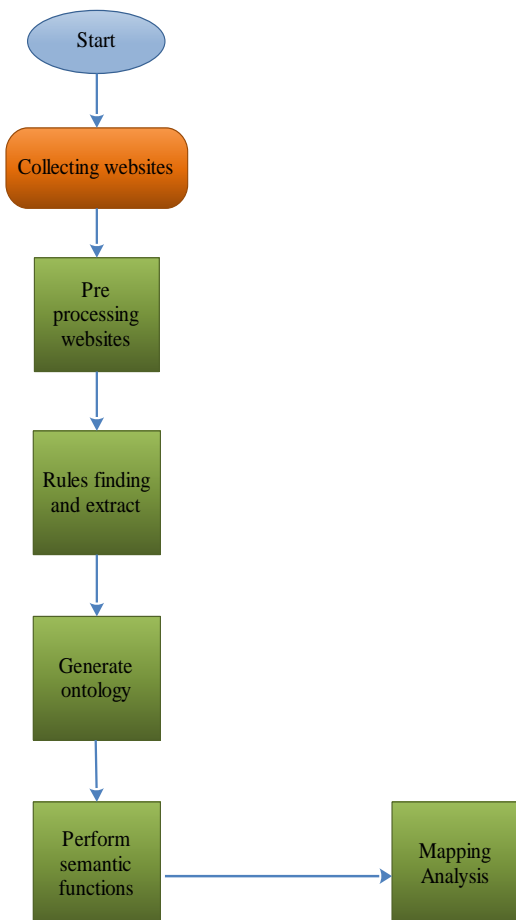 Start
Collecting websites
Pre
processing
websites
Rules finding
and extract
Generate
ontology
Perform
semantic
functions
Mapping
Analysis